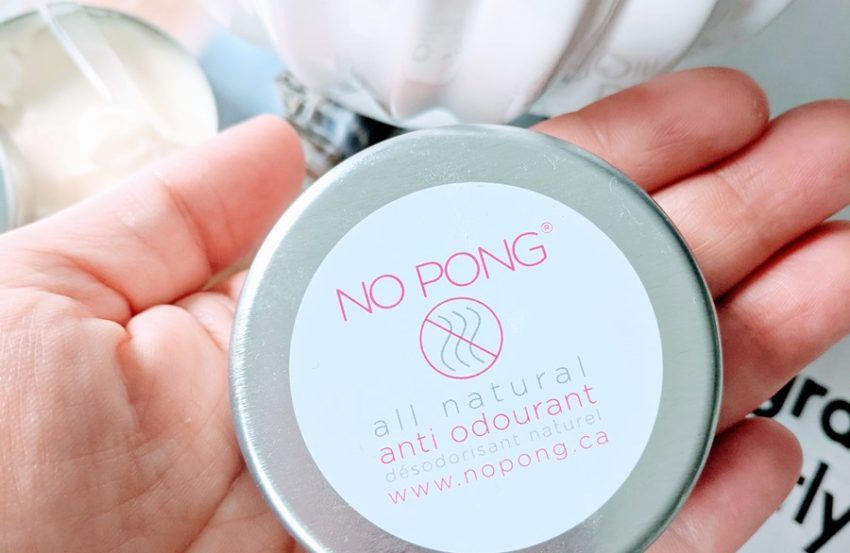 NO PONG®
all natural
anti odourant
désodorisant naturel
www.nopong.ca